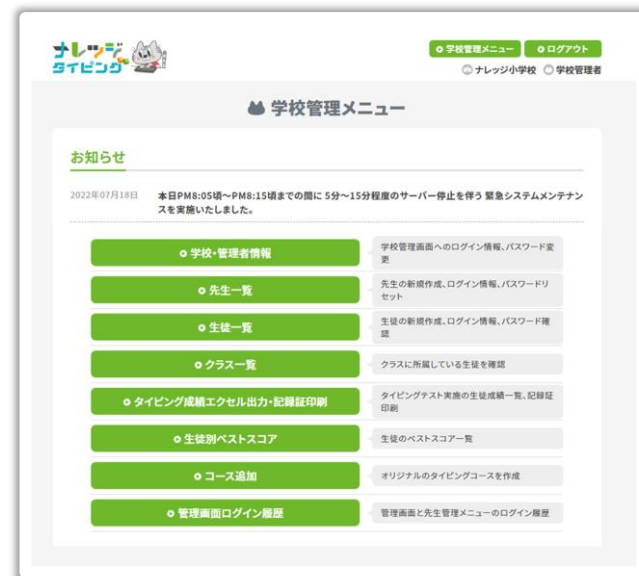 ナレッジ
タイピング
学校管理メニュー
ログアウト
ナレッジ小学校 学校管理者
学校管理メニュー
お知らせ
2022年07月18日 本日PM8:05頃～PM8:15頃までの間に 5分～15分程度のサーバー停止を伴う 緊急システムメンテナン
スを実施いたしました。
学校・管理者情報
学校管理画面へのログイン情報、パスワード変
更
先生一覧
先生の新規作成、ログイン情報、パスワードリ
セット
生徒一覧
生徒の新規作成、ログイン情報、パスワード確
認
クラス一覧
クラスに所属している生徒を確認
タイピング成績エクセル出力・記録証印刷
タイピングテスト実施の生徒成績一覧、記録証
印刷
生徒別ベストスコア
生徒のベストスコア一覧
コース追加
オリジナルのタイピングコースを作成
管理画面ログイン履歴
管理画面と先生管理メニューのログイン履歴